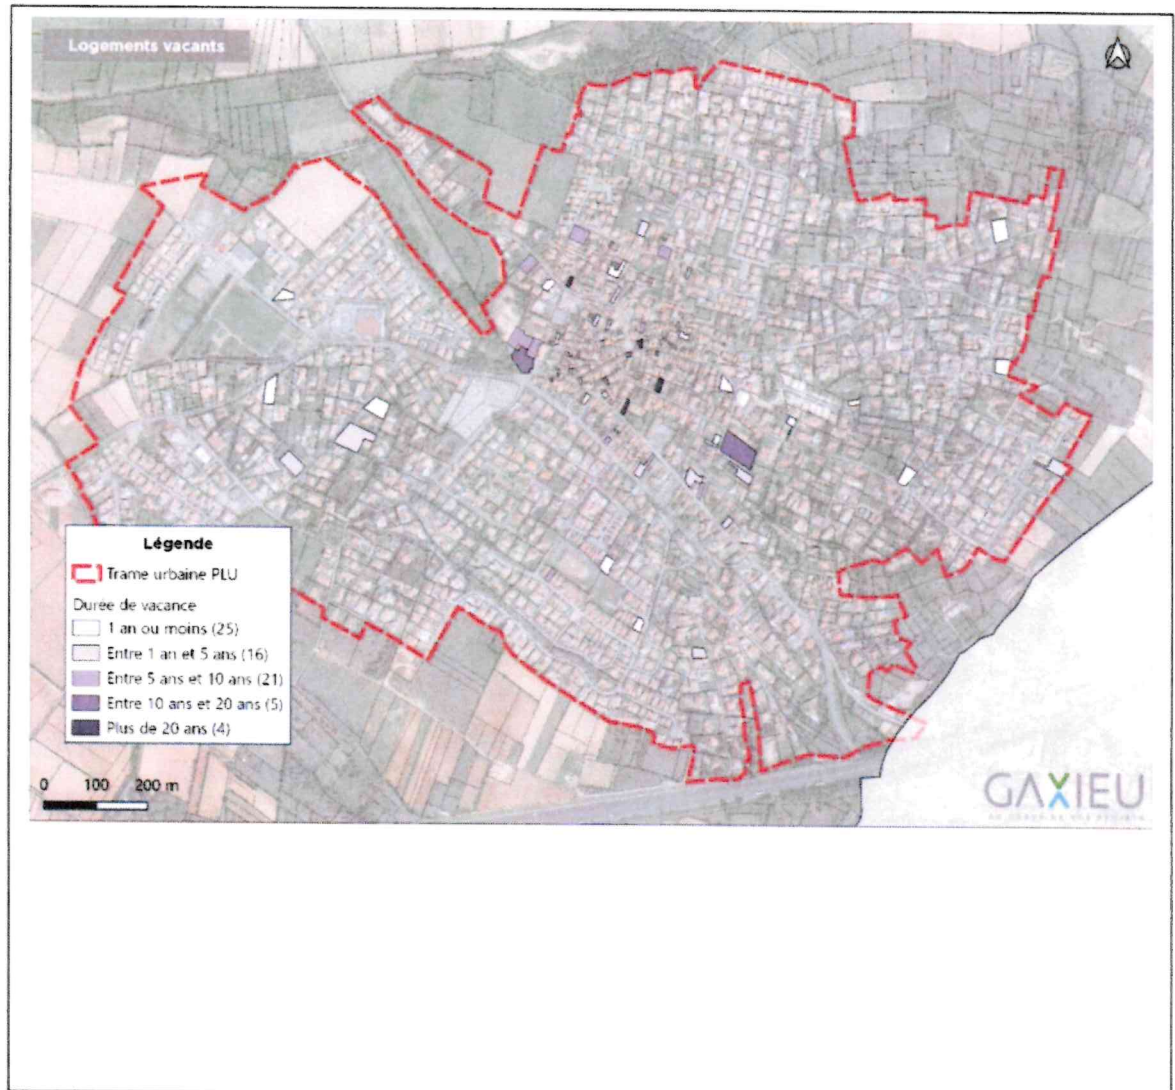 Logements vacants
Légende
Trame urbaine PLU
Durée de vacance
1 an ou moins (25)
Entre 1 an et 5 ans (16)
Entre 5 ans et 10 ans (21)
Entre 10 ans et 20 ans (5)
Plus de 20 ans (4)
0 100 200 m
GAXIEU